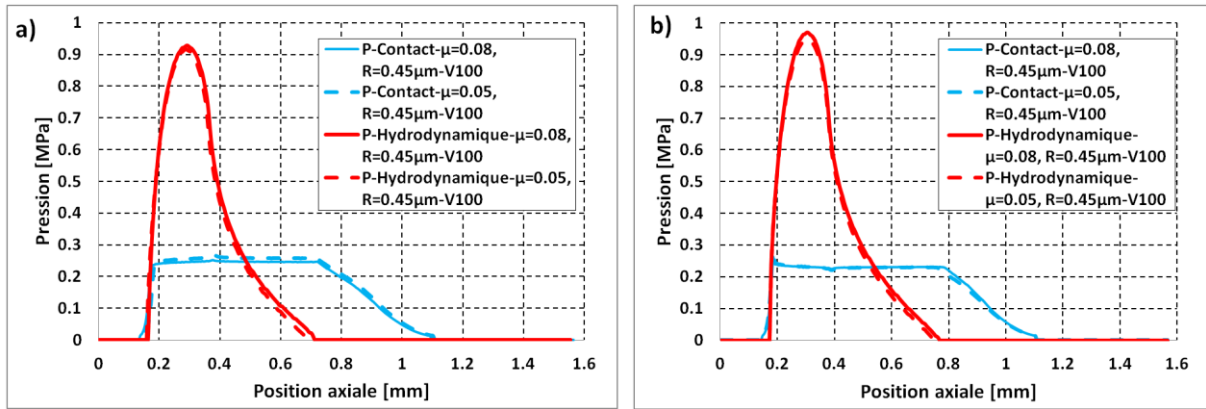 a)
Pression [MPa]
1
0.9
0.8
0.7
0.6
0.5
0.4
0.3
0.2
0.1
0
P-Contact-µ=0.08,
R=0.45µm-V100
P-Contact-µ=0.05,
R=0.45µm-V100
P-Hydrodynamique-µ=0.08,
R=0.45µm-V100
P-Hydrodynamique-µ=0.05,
R=0.45µm-V100
0 0.2 0.4 0.6 0.8 1 1.2 1.4 1.6
Position axiale [mm]
b)
Pression [MPa]
1
0.9
0.8
0.7
0.6
0.5
0.4
0.3
0.2
0.1
0
P-Contact-µ=0.08,
R=0.45µm-V100
P-Contact-µ=0.05,
R=0.45µm-V100
P-Hydrodynamique-
µ=0.08, R=0.45µm-V100
P-Hydrodynamique-
µ=0.05, R=0.45µm-V100
0 0.2 0.4 0.6 0.8 1 1.2 1.4 1.6
Position axiale [mm]